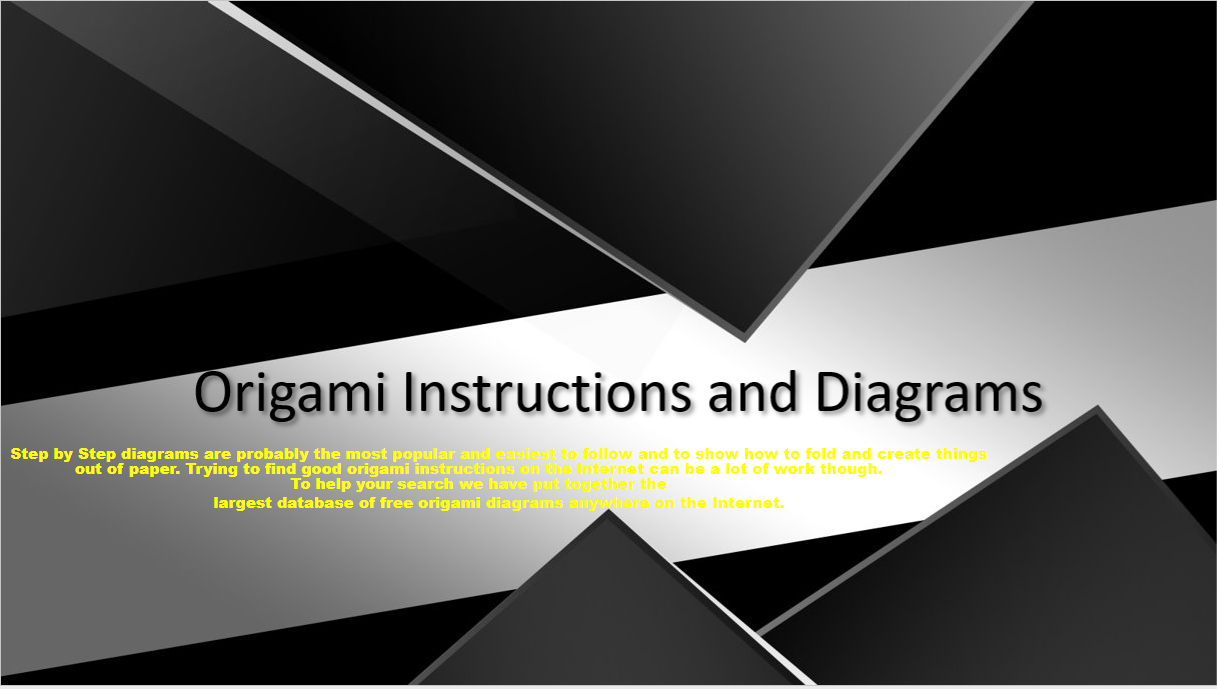 Origami Instructions and Diagrams
Step by Step diagrams are probably the most popular and easiest to follow and to show how to fold and create things
out of paper. Trying to find good origami instructions on the Internet can be a lot of work though.
To help your search we have put together the
largest database of free origami diagrams anywhere on the Internet.